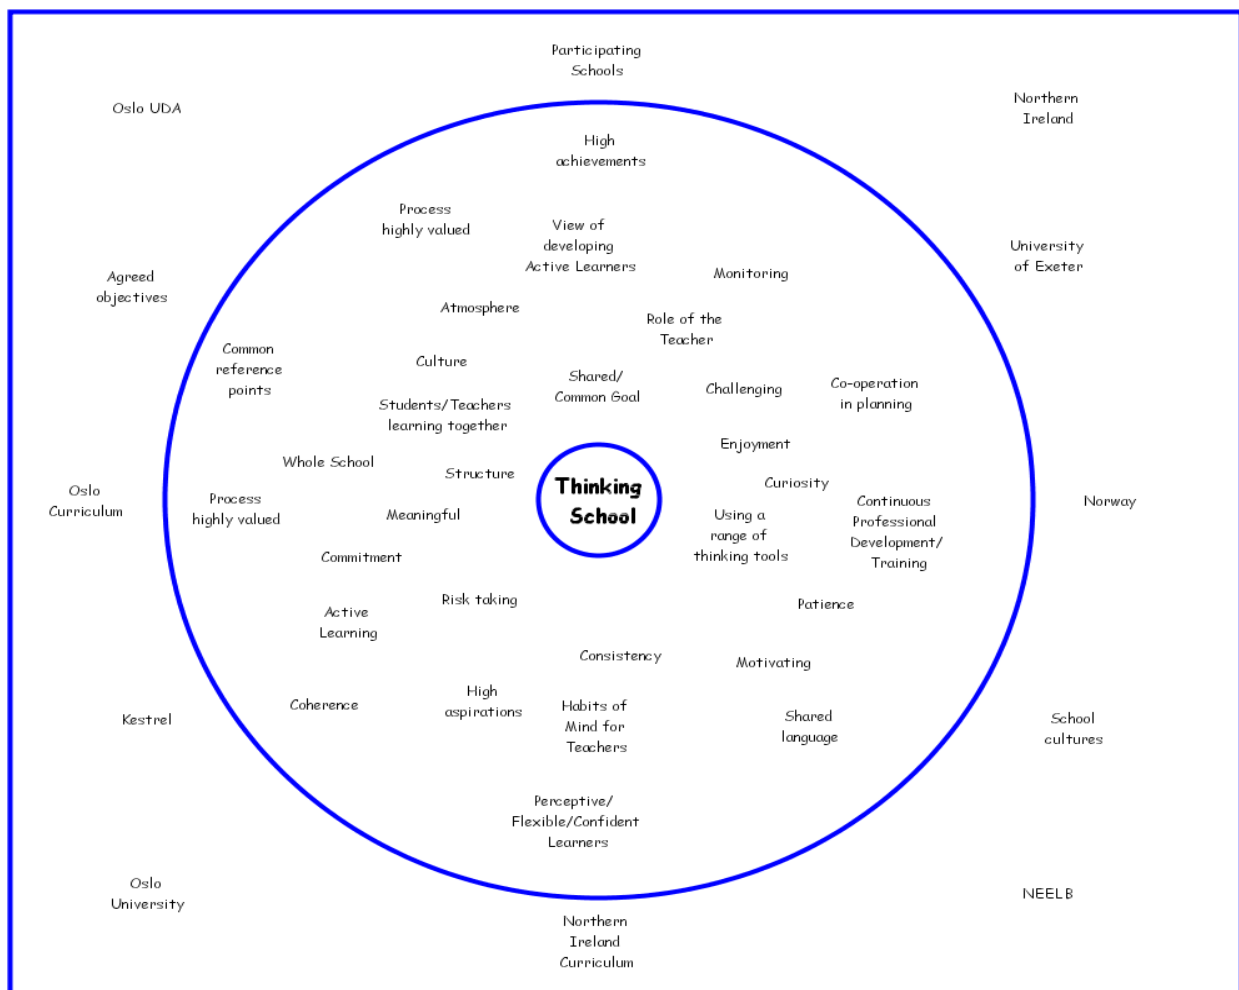 Participating
Schools
Oslo UDA
Northern
Ireland
High
achievements
Process
highly valued
View of
developing
Active Learners
University
of Exeter
Agreed
objectives
Monitoring
Atmosphere
Role of the
Teacher
Common
reference
points
Culture
Shared/
Common Goal
Challenging
Co-operation
in planning
Students/Teachers
learning together
Enjoyment
Whole School
Structure
Curiosity
Thinking
School
Oslo
Curriculum
Process
highly valued
Meaningful
Using a
range of
thinking tools
Continuous
Professional
Development/
Training
Norway
Commitment
Risk taking
Patience
Active
Learning
Consistency
Motivating
Coherence
High
aspirations
Habits of
Mind for
Teachers
Shared
language
Kestrel
School
cultures
Perceptive/
Flexible/Confident
Learners
Oslo
University
NEELB
Northern
Ireland
Curriculum